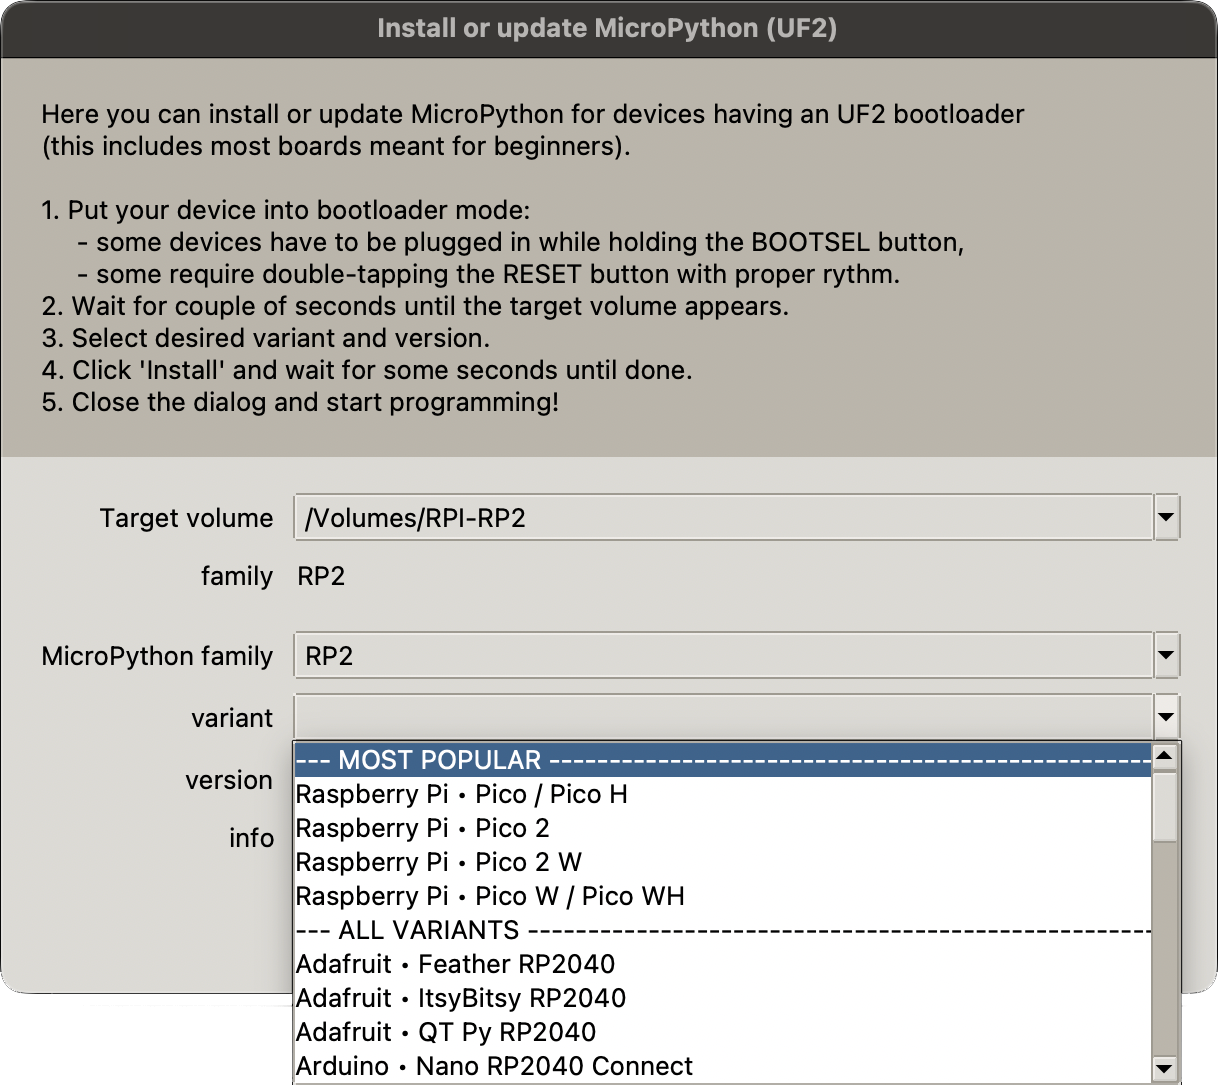 Install or update MicroPython (UF2)
Here you can install or update MicroPython for devices having an UF2 bootloader
(this includes most boards meant for beginners).
1. Put your device into bootloader mode:
- some devices have to be plugged in while holding the BOOTSEL button,
- some require double-tapping the RESET button with proper rythm.
2. Wait for couple of seconds until the target volume appears.
3. Select desired variant and version.
4. Click 'Install' and wait for some seconds until done.
5. Close the dialog and start programming!
Target volume /Volumes/RPI-RP2
family RP2
MicroPython family RP2
variant
version
info
--- MOST POPULAR --------------------------------------------------
Raspberry Pi • Pico / Pico H
Raspberry Pi • Pico 2
Raspberry Pi • Pico 2 W
Raspberry Pi • Pico W / Pico WH
--- ALL VARIANTS ----------------------------------------------------
Adafruit • Feather RP2040
Adafruit • ItsyBitsy RP2040
Adafruit • QT Py RP2040
Arduino • Nano RP2040 Connect